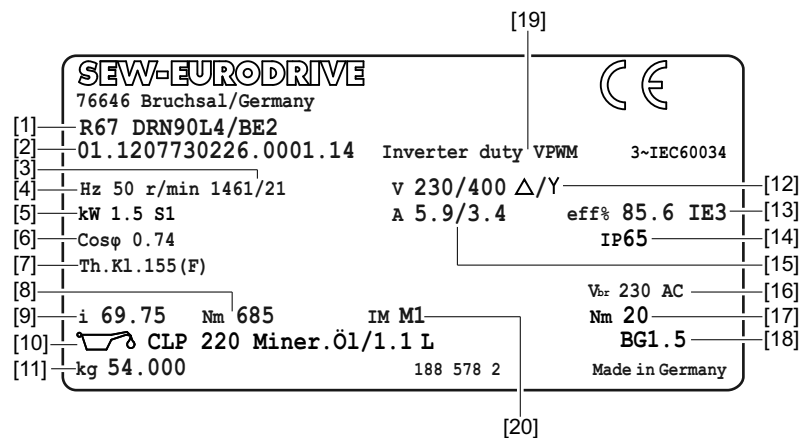 [19]
SEW-EURODRIVE CE
76646 Bruchsal/Germany
[1] R67 DRN90L4/BE2
[2] 01.1207730226.0001.14 Inverter duty VPWM 3~IEC60034
[3]
[4] Hz 50 r/min 1461/21 V 230/400 △/Y [12]
[5] kW 1.5 S1 A 5.9/3.4 eff% 85.6 IE3 [13]
[6] Cosφ 0.74 IP65 [14]
[7] Th.Kl.155(F) [15]
[8] Vbr 230 AC [16]
[9] i 69.75 Nm 685 IM M1 Nm 20 [17]
[10] CLP 220 Miner.Öl/1.1 L BG1.5 [18]
[11] kg 54.000 188 578 2 Made in Germany
[20]